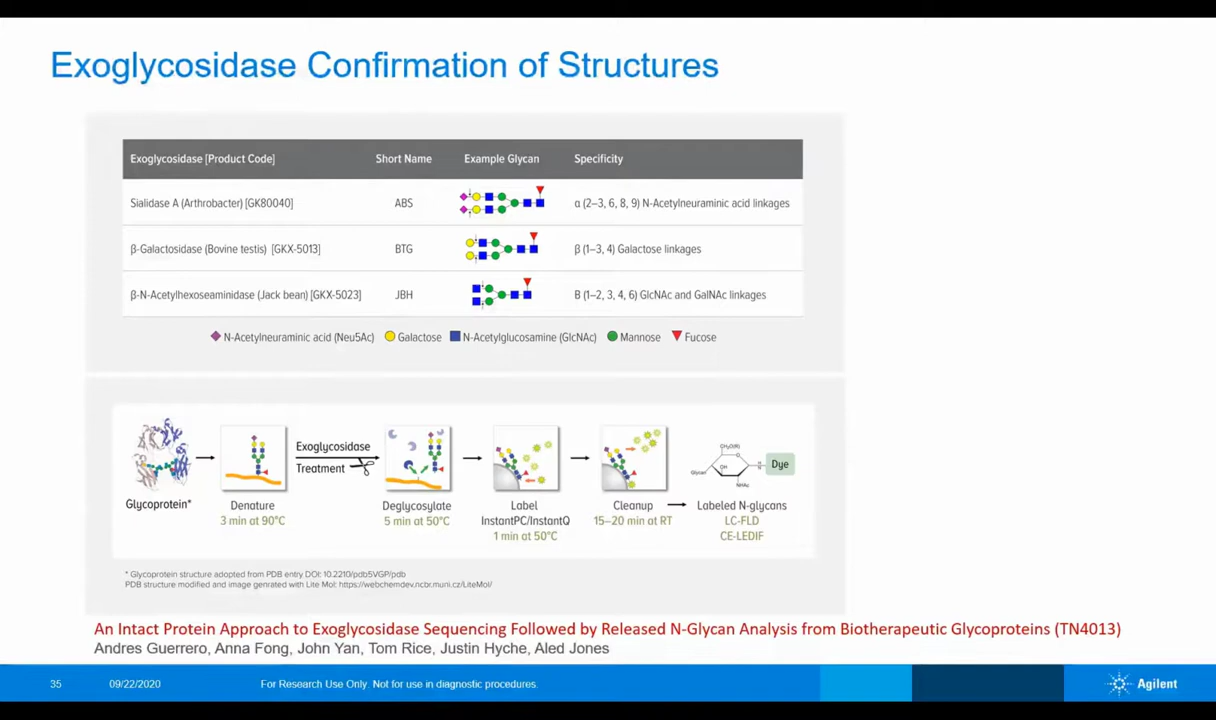 Exoglycosidase Confirmation of Structures
Exoglycosidase [Product Code] Short Name Example Glycan Specificity
Sialidase A (Arthrobacter) [GK80040] ABS α (2–3, 6, 8, 9) N-Acetylneuraminic acid linkages
β-Galactosidase (Bovine testis) [GKX-5013] BTG β (1–3, 4) Galactose linkages
β-N-Acetylhexoseaminidase (Jack bean) [GKX-5023] JBH B (1–2, 3, 4, 6) GlcNAc and GalNAc linkages
N-Acetylneuraminic acid (Neu5Ac) Galactose N-Acetylglucosamine (GlcNAc) Mannose Fucose
Exoglycosidase
Treatment
CH₂O(R)
OH
Glycan
H
N
NHAc
Dye
Glycoprotein*
Denature
3 min at 90°C
Deglycosylate
5 min at 50°C
Label
InstantPC/InstantQ
1 min at 50°C
Cleanup
15–20 min at RT
Labeled N-glycans
LC-FLD
CE-LEDIF
* Glycoprotein structure adopted from PDB entry DOI: 10.2210/pdb5VGP/pdb
PDB structure modified and image genrated with Lite Mol: https://webchemdev.ncbr.muni.cz/LiteMol/
An Intact Protein Approach to Exoglycosidase Sequencing Followed by Released N-Glycan Analysis from Biotherapeutic Glycoproteins (TN4013)
Andres Guerrero, Anna Fong, John Yan, Tom Rice, Justin Hyche, Aled Jones
35 09/22/2020 For Research Use Only. Not for use in diagnostic procedures. Agilent